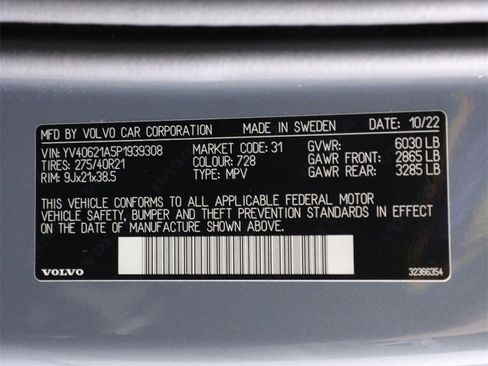 MFD BY VOLVO CAR CORPORATION MADE IN SWEDEN DATE: 10/22
VIN: YV40621A5P1939308 MARKET CODE: 31 GVWR: 6030 LB
TIRES: 275/40R21 COLOUR: 728 GAWR FRONT: 2865 LB
RIM: 9Jx21x38.5 TYPE: MPV GAWR REAR: 3285 LB
THIS VEHICLE CONFORMS TO ALL APPLICABLE FEDERAL MOTOR
VEHICLE SAFETY, BUMPER AND THEFT PREVENTION STANDARDS IN EFFECT
ON THE DATE OF MANUFACTURE SHOWN ABOVE.
VOLVO 32366354